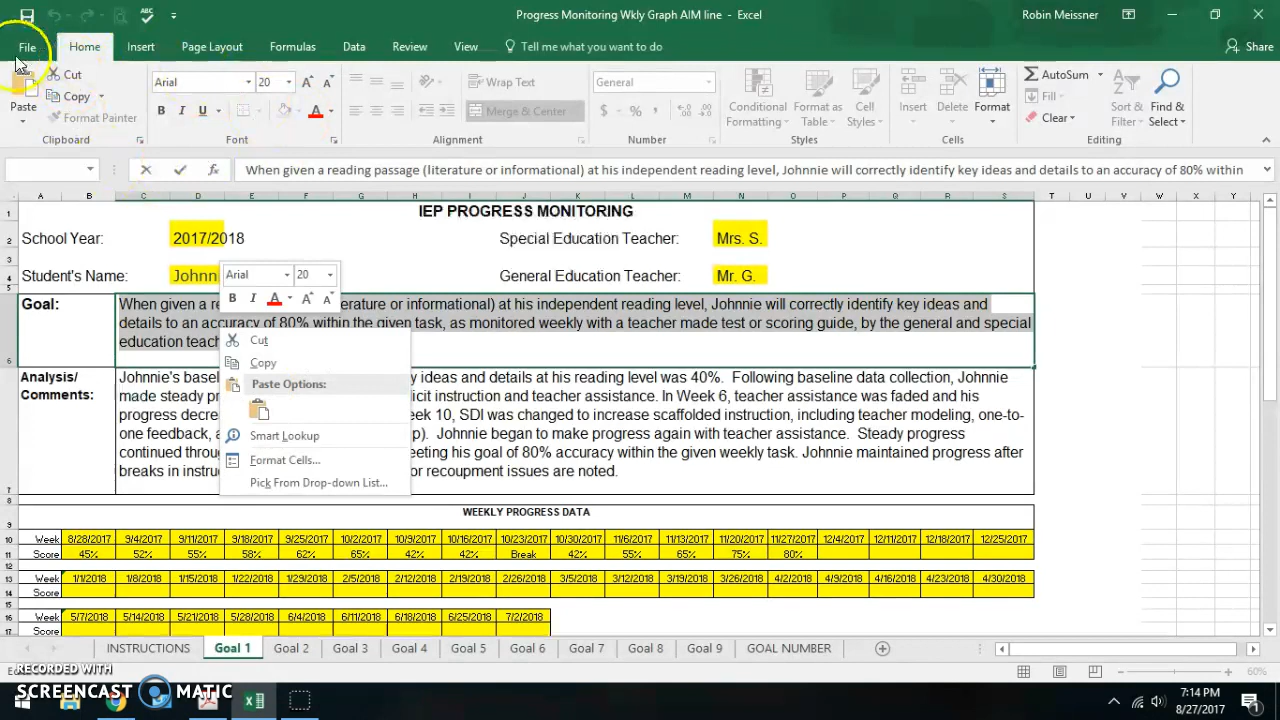 Progress Monitoring Wkly Graph AIM line - Excel
Robin Meissner
File Home Insert Page Layout Formulas Data Review View Tell me what you want to do Share
Cut
Copy
Format Painter
Paste
Clipboard
Arial 20
B I U
Font
Wrap Text
Merge & Center
Alignment
General
$ % ,
Number
Conditional Formatting
Format as Table
Cell Styles
Styles
Insert Delete Format
Cells
AutoSum
Fill
Clear
Sort & Filter
Find & Select
Editing
When given a reading passage (literature or informational) at his independent reading level, Johnnie will correctly identify key ideas and details to an accuracy of 80% within
A B C D E F G H I J K L M N O P Q R S T U V W X Y
IEP PROGRESS MONITORING
School Year: 2017/2018 Special Education Teacher: Mrs. S.
Student's Name: Johnn General Education Teacher: Mr. G.
Arial 20
B I A
Goal: When given a re erature or informational) at his independent reading level, Johnnie will correctly identify key ideas and
details to an accuracy of 80% within the given task, as monitored weekly with a teacher made test or scoring guide, by the general and special
education teach
Cut
Copy
Paste Options:
Smart Lookup
Format Cells...
Pick From Drop-down List...
Analysis/ Johnnie's basel y ideas and details at his reading level was 40%. Following baseline data collection, Johnnie
Comments: made steady pr icit instruction and teacher assistance. In Week 6, teacher assistance was faded and his
progress decre eek 10, SDI was changed to increase scaffolded instruction, including teacher modeling, one-to-
one feedback, a p). Johnnie began to make progress again with teacher assistance. Steady progress
continued throu eeting his goal of 80% accuracy within the given weekly task. Johnnie maintained progress after
breaks in instru or recoupment issues are noted.
WEEKLY PROGRESS DATA
Week 8/28/2017 9/4/2017 9/11/2017 9/18/2017 9/25/2017 10/2/2017 10/9/2017 10/16/2017 10/23/2017 10/30/2017 11/6/2017 11/13/2017 11/20/2017 11/27/2017 12/4/2017 12/11/2017 12/18/2017 12/25/2017
Score 45% 52% 55% 58% 62% 65% 42% 42% Break 42% 55% 65% 75% 80%
Week 1/1/2018 1/8/2018 1/15/2018 1/22/2018 1/29/2018 2/5/2018 2/12/2018 2/19/2018 2/26/2018 3/5/2018 3/12/2018 3/19/2018 3/26/2018 4/2/2018 4/9/2018 4/16/2018 4/23/2018 4/30/2018
Score
Week 5/7/2018 5/14/2018 5/21/2018 5/28/2018 6/4/2018 6/11/2018 6/18/2018 6/25/2018 7/2/2018
Score
INSTRUCTIONS Goal 1 Goal 2 Goal 3 Goal 4 Goal 5 Goal 6 Goal 7 Goal 8 Goal 9 GOAL NUMBER
60%
RECORDED WITH
SCREENCAST MATIC
7:14 PM
8/27/2017